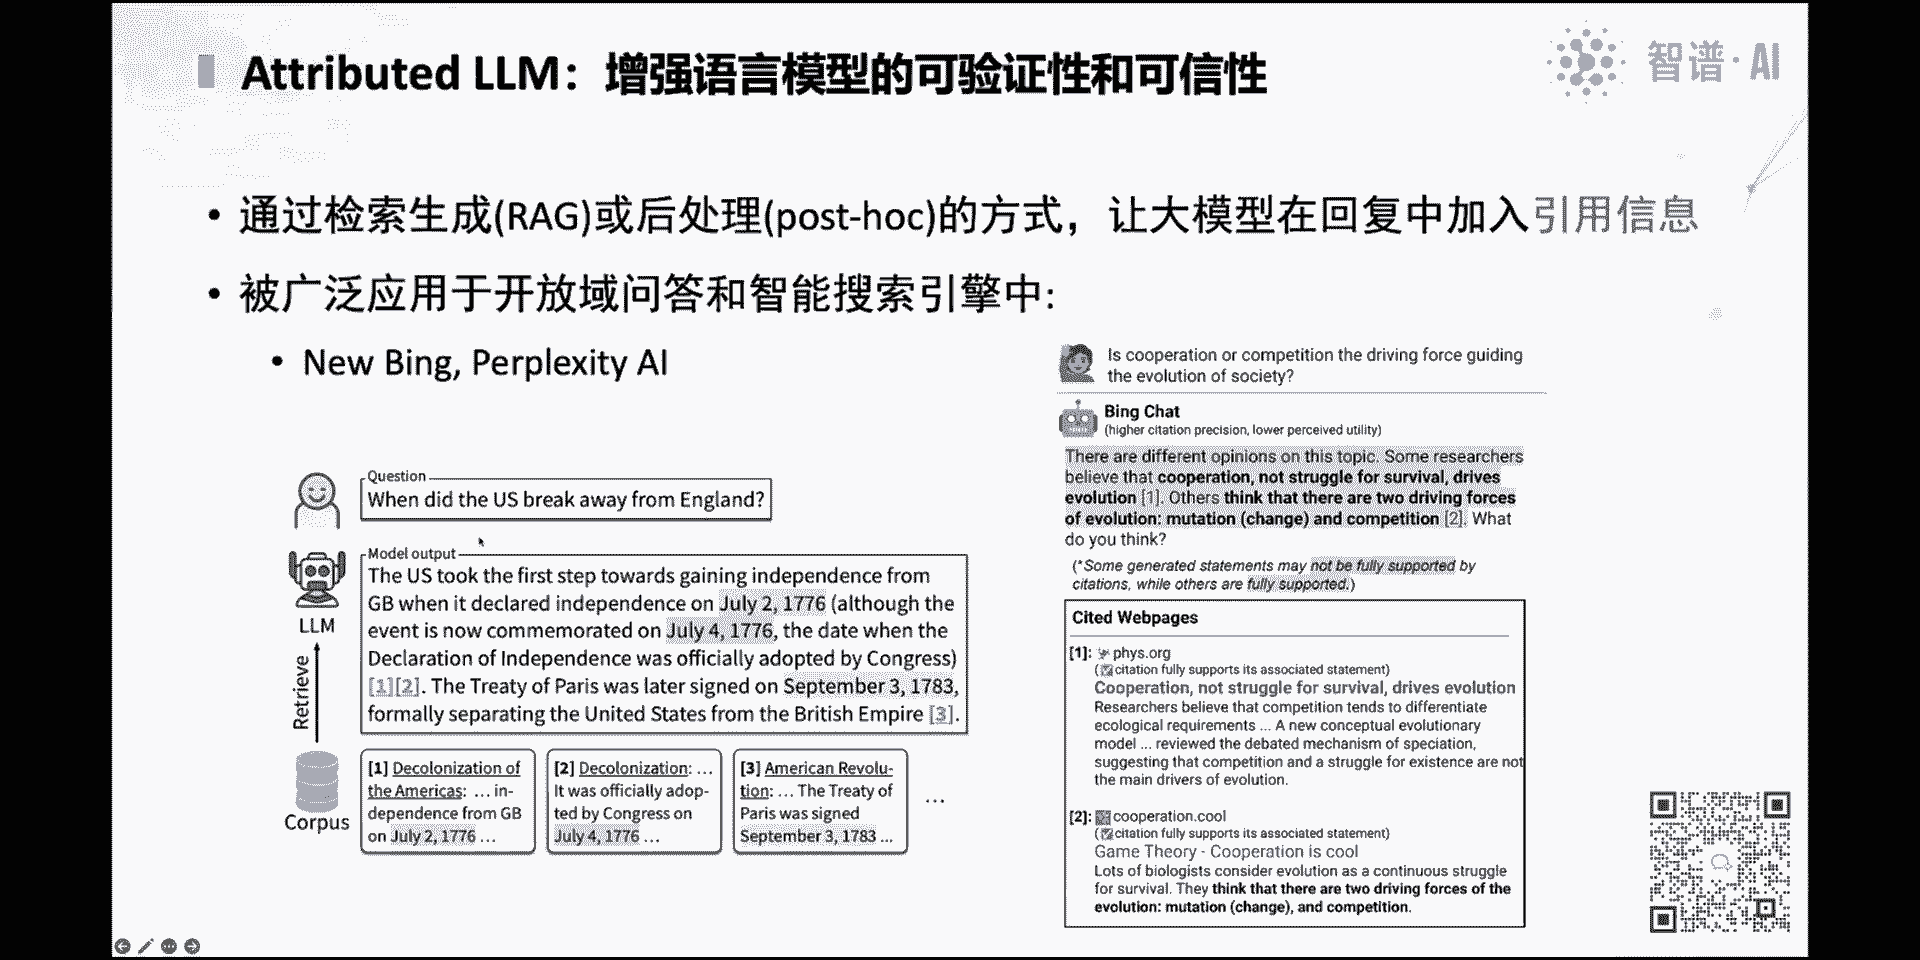 Attributed LLM：增强语言模型的可验证性和可信性
智谱·AI
• 通过检索生成(RAG)或后处理(post-hoc)的方式，让大模型在回复中加入引用信息
• 被广泛应用于开放域问答和智能搜索引擎中:
• New Bing, Perplexity AI
Question
When did the US break away from England?
Model output
The US took the first step towards gaining independence from
GB when it declared independence on July 2, 1776 (although the
event is now commemorated on July 4, 1776, the date when the
Declaration of Independence was officially adopted by Congress)
[1][2]. The Treaty of Paris was later signed on September 3, 1783,
formally separating the United States from the British Empire [3].
LLM
Retrieve
Corpus
[1] Decolonization of
the Americas: … in-
dependence from GB
on July 2, 1776 …
[2] Decolonization: …
It was officially adop-
ted by Congress on
July 4, 1776 …
[3] American Revolu-
tion: … The Treaty of
Paris was signed
September 3, 1783 …
…
Is cooperation or competition the driving force guiding
the evolution of society?
Bing Chat
(higher citation precision, lower perceived utility)
There are different opinions on this topic. Some researchers
believe that cooperation, not struggle for survival, drives
evolution [1]. Others think that there are two driving forces
of evolution: mutation (change) and competition [2]. What
do you think?
(*Some generated statements may not be fully supported by
citations, while others are fully supported.)
Cited Webpages
[1]: phys.org
(citation fully supports its associated statement)
Cooperation, not struggle for survival, drives evolution
Researchers believe that competition tends to differentiate
ecological requirements ... A new conceptual evolutionary
model ... reviewed the debated mechanism of speciation,
suggesting that competition and a struggle for existence are not
the main drivers of evolution.
[2]: cooperation.cool
(citation fully supports its associated statement)
Game Theory - Cooperation is cool
Lots of biologists consider evolution as a continuous struggle
for survival. They think that there are two driving forces of the
evolution: mutation (change), and competition.